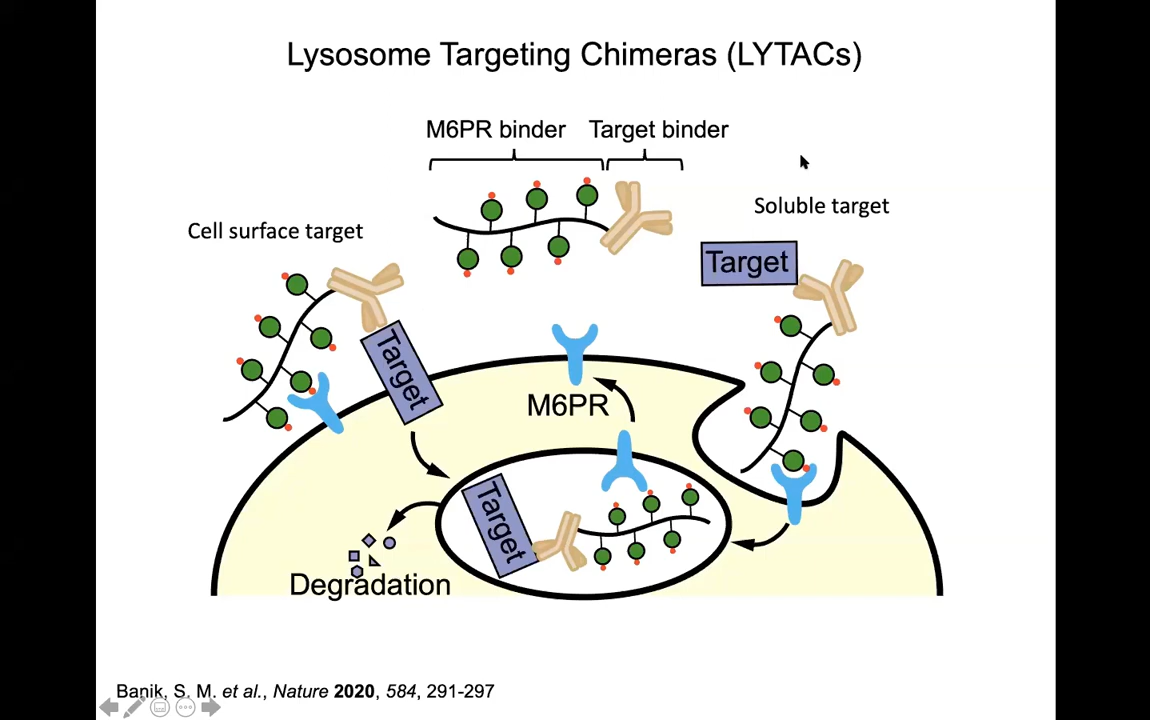 Lysosome Targeting Chimeras (LYTACs)
M6PR binder Target binder
Cell surface target
Soluble target
Target
Target
M6PR
Target
Degradation
Banik, S. M. et al., Nature 2020, 584, 291-297